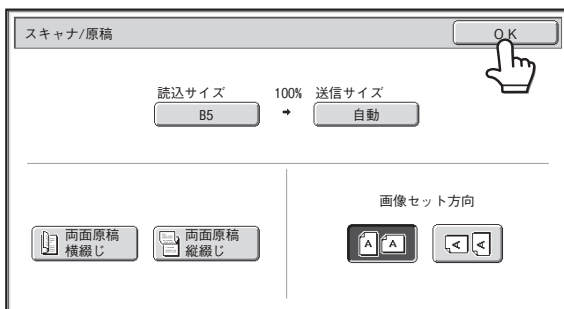 スキャナ/原稿
OK
読込サイズ 100% 送信サイズ
B5 ➞ 自動
画像セット方向
両面原稿
横綴じ
両面原稿
縦綴じ
A A A A